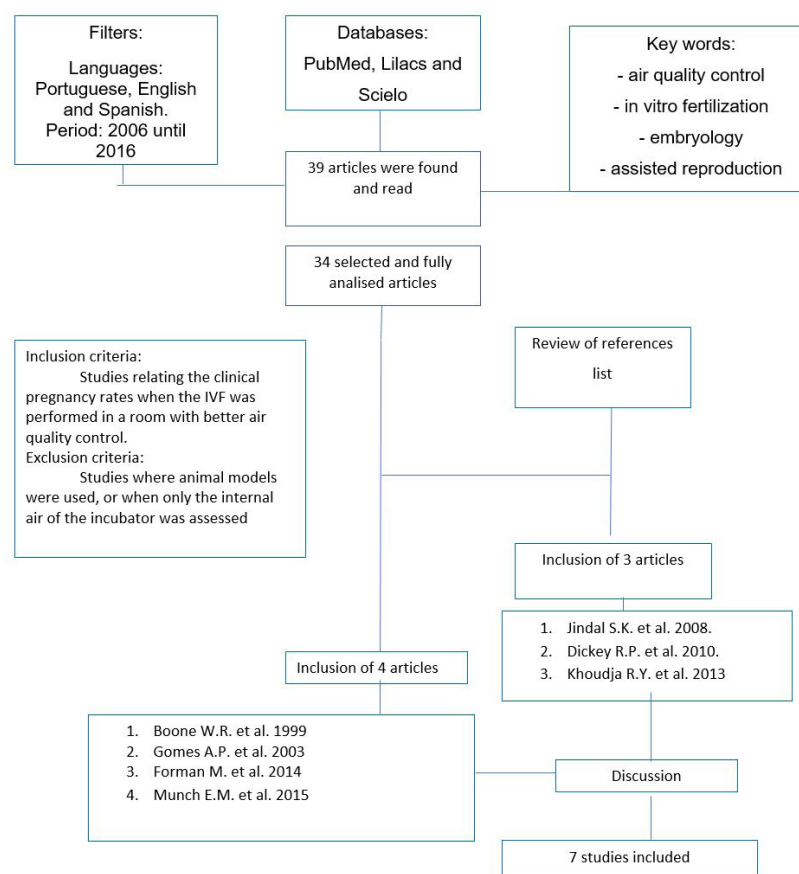 Filters:
Languages:
Portuguese, English
and Spanish.
Period: 2006 until
2016
Databases:
PubMed, Lilacs and
Scielo
Key words:
- air quality control
- in vitro fertilization
- embryology
- assisted reproduction
39 articles were found
and read
34 selected and fully
analised articles
Inclusion criteria:
Studies relating the clinical
pregnancy rates when the IVF was
performed in a room with better air
quality control.
Exclusion criteria:
Studies where animal models
were used, or when only the internal
air of the incubator was assessed
Review of references
list
Inclusion of 3 articles
1. Jindal S.K. et al. 2008.
2. Dickey R.P. et al. 2010.
3. Khoudja R.Y. et al. 2013
Inclusion of 4 articles
1. Boone W.R. et al. 1999
2. Gomes A.P. et al. 2003
3. Forman M. et al. 2014
4. Munch E.M. et al. 2015
Discussion
7 studies included